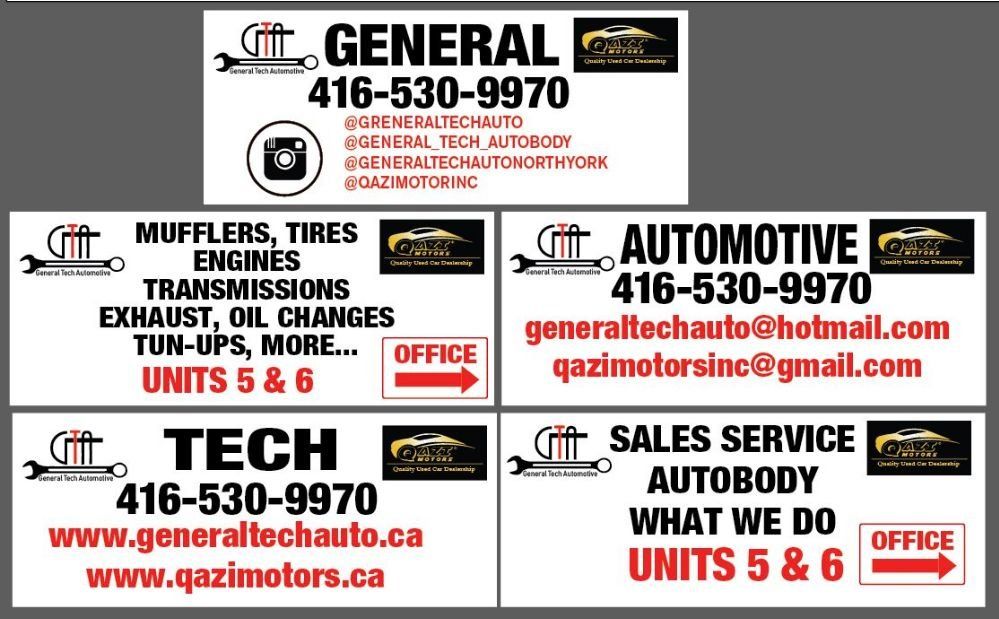 GTA
General Tech Automotive
GENERAL
QAZI
MOTORS
Quality Used Car Dealership
416-530-9970
@GRENERALTECHAUTO
@GENERAL_TECH_AUTOBODY
@GENERALTECHAUTONORTHYORK
@QAZIMOTORINC
GTA
General Tech Automotive
MUFFLERS, TIRES
ENGINES
TRANSMISSIONS
EXHAUST, OIL CHANGES
TUN-UPS, MORE...
UNITS 5 & 6
QAZI
MOTORS
Quality Used Car Dealership
OFFICE
GTA
General Tech Automotive
AUTOMOTIVE
QAZI
MOTORS
Quality Used Car Dealership
416-530-9970
generaltechauto@hotmail.com
qazimotorsinc@gmail.com
GTA
General Tech Automotive
TECH
QAZI
MOTORS
Quality Used Car Dealership
416-530-9970
www.generaltechauto.ca
www.qazimotors.ca
GTA
General Tech Automotive
SALES SERVICE
AUTOBODY
WHAT WE DO
UNITS 5 & 6
QAZI
MOTORS
Quality Used Car Dealership
OFFICE